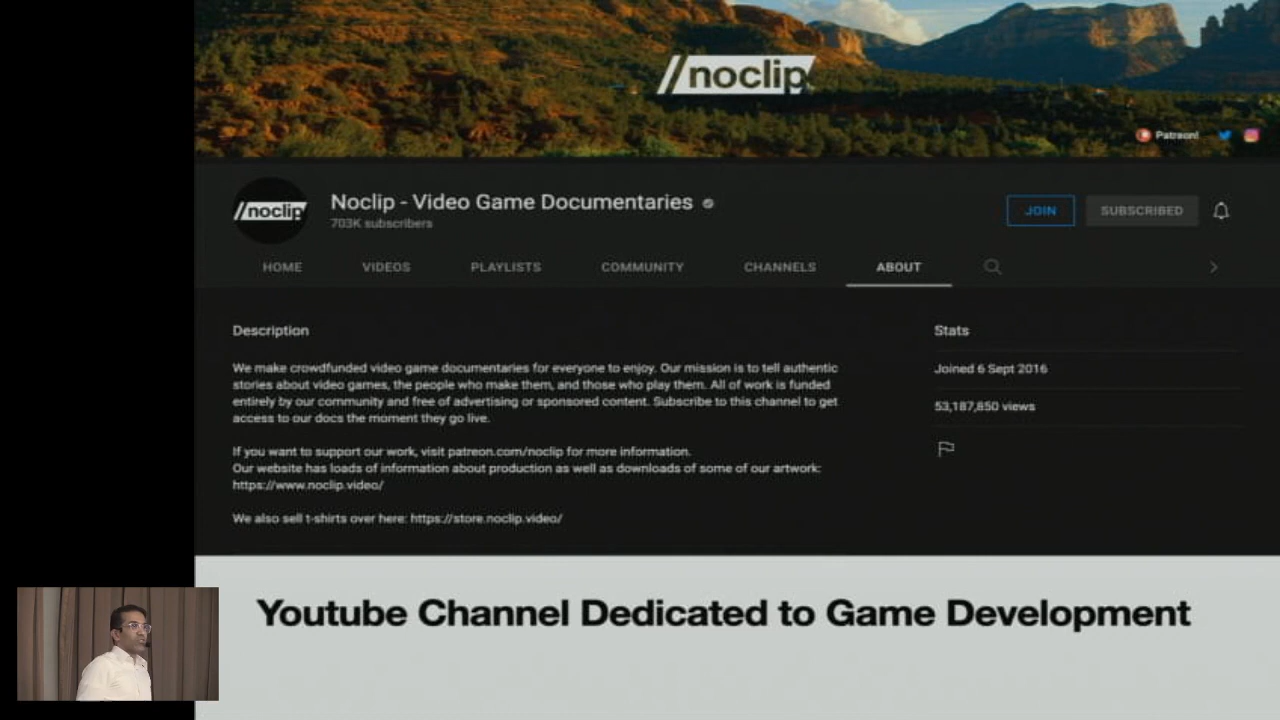 //noclip
Patreon!
//noclip
Noclip - Video Game Documentaries
703K subscribers
JOIN
SUBSCRIBED
HOME
VIDEOS
PLAYLISTS
COMMUNITY
CHANNELS
ABOUT
Description
We make crowdfunded video game documentaries for everyone to enjoy. Our mission is to tell authentic
stories about video games, the people who make them, and those who play them. All of work is funded
entirely by our community and free of advertising or sponsored content. Subscribe to this channel to get
access to our docs the moment they go live.
If you want to support our work, visit patreon.com/noclip for more information.
Our website has loads of information about production as well as downloads of some of our artwork:
https://www.noclip.video/
We also sell t-shirts over here: https://store.noclip.video/
Stats
Joined 6 Sept 2016
53,187,850 views
Youtube Channel Dedicated to Game Development